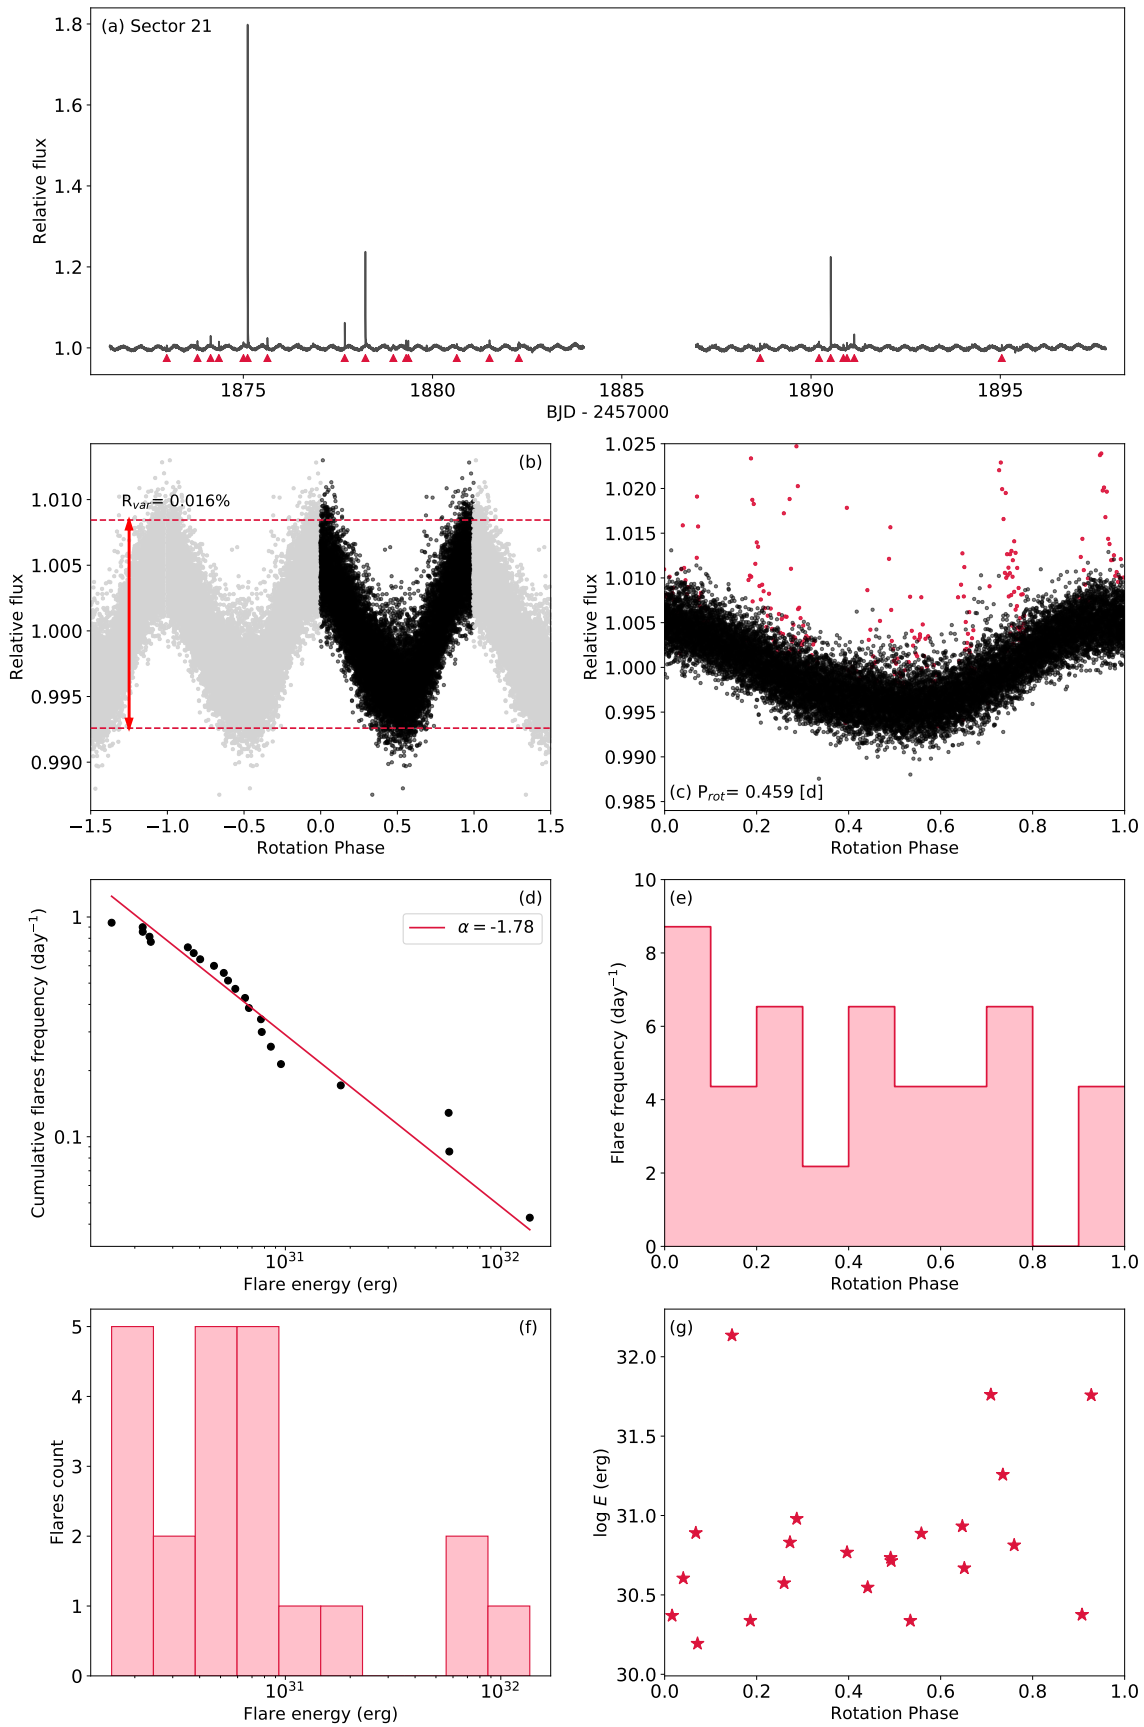 (a) Sector 21
1.8
1.6
1.4
1.2
1.0
Relative flux
1875 1880 1885 1890 1895
BJD - 2457000
(b)
R_var= 0.016%
1.010
1.005
1.000
0.995
0.990
Relative flux
−1.5 −1.0 −0.5 0.0 0.5 1.0 1.5
Rotation Phase
1.025
1.020
1.015
1.010
1.005
1.000
0.995
0.990
0.985
Relative flux
(c) P_rot= 0.459 [d]
0.0 0.2 0.4 0.6 0.8 1.0
Rotation Phase
(d)
α = -1.78
1
0.1
Cumulative flares frequency (day⁻¹)
10³¹ 10³²
Flare energy (erg)
(e)
10
8
6
4
2
0
Flare frequency (day⁻¹)
0.0 0.2 0.4 0.6 0.8 1.0
Rotation Phase
(f)
5
4
3
2
1
0
Flares count
10³¹ 10³²
Flare energy (erg)
(g)
32.0
31.5
31.0
30.5
30.0
log E (erg)
0.0 0.2 0.4 0.6 0.8 1.0
Rotation Phase